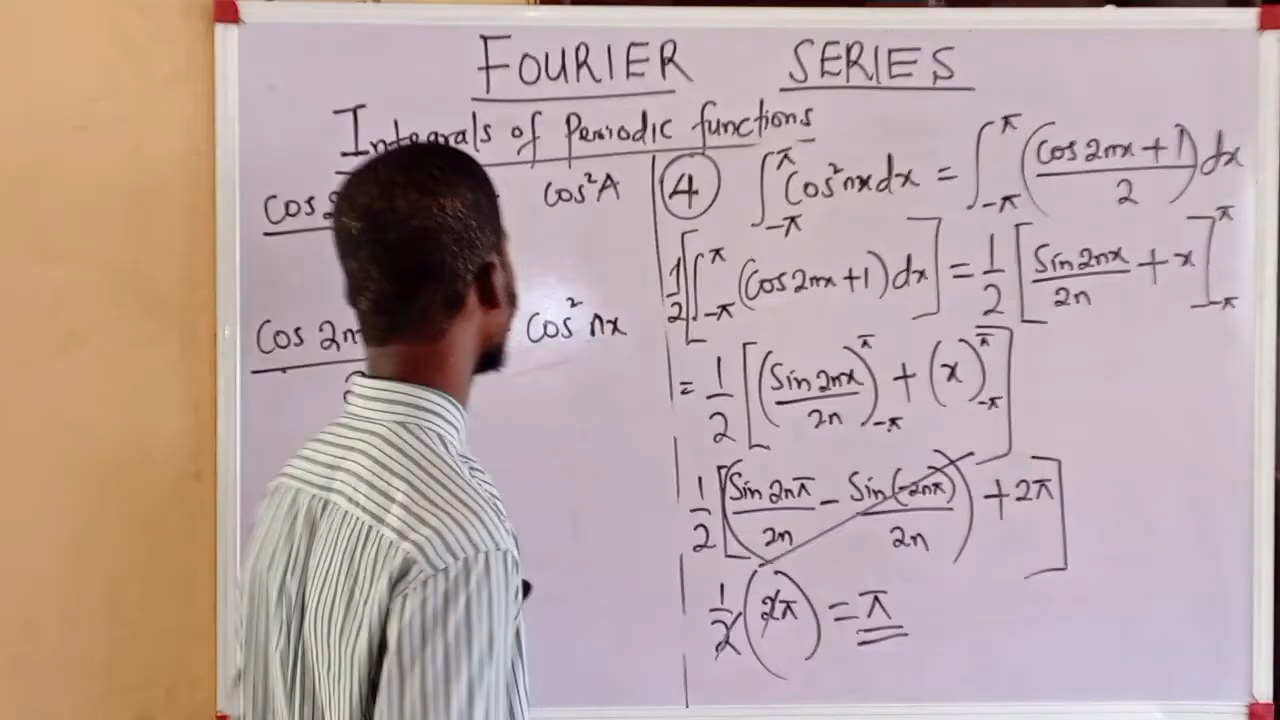 FOURIER SERIES
Integrals of Periodic functions
Cos cos²A
Cos 2n cos² nx
④ ∫_{-π}^{π} Cos²nx dx = ∫_{-π}^{π} ((Cos 2nx + 1)/2) dx
1/2 [∫_{-π}^{π} (Cos 2nx + 1) dx] = 1/2 [Sin 2nx/2n + x]_{-π}^{π}
= 1/2 [(Sin 2nx/2n)_{-π}^{π} + (x)_{-π}^{π}]
1/2 [(Sin 2nπ/2n - Sin(-2nπ)/2n) + 2π]
1/2 (2π) = π